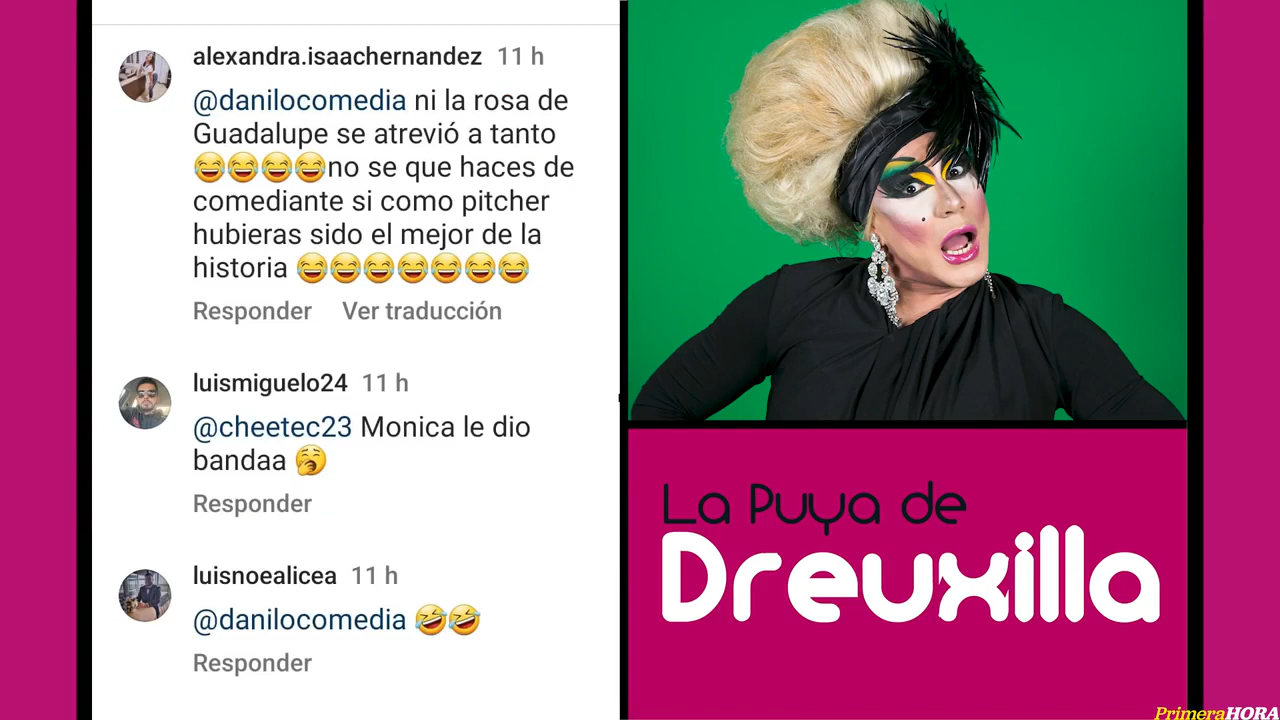 alexandra.isaachernandez 11 h
@danilocomedia ni la rosa de
Guadalupe se atrevió a tanto
😂😂😂😂no se que haces de
comediante si como pitcher
hubieras sido el mejor de la
historia 😂😂😂😂😂😂😂
Responder Ver traducción
luismiguelo24 11 h
@cheetec23 Monica le dio
bandaa 🥱
Responder
luisnoealicea 11 h
@danilocomedia 🤣🤣
Responder
La Puya de
Dreuxilla
PrimeraHORA